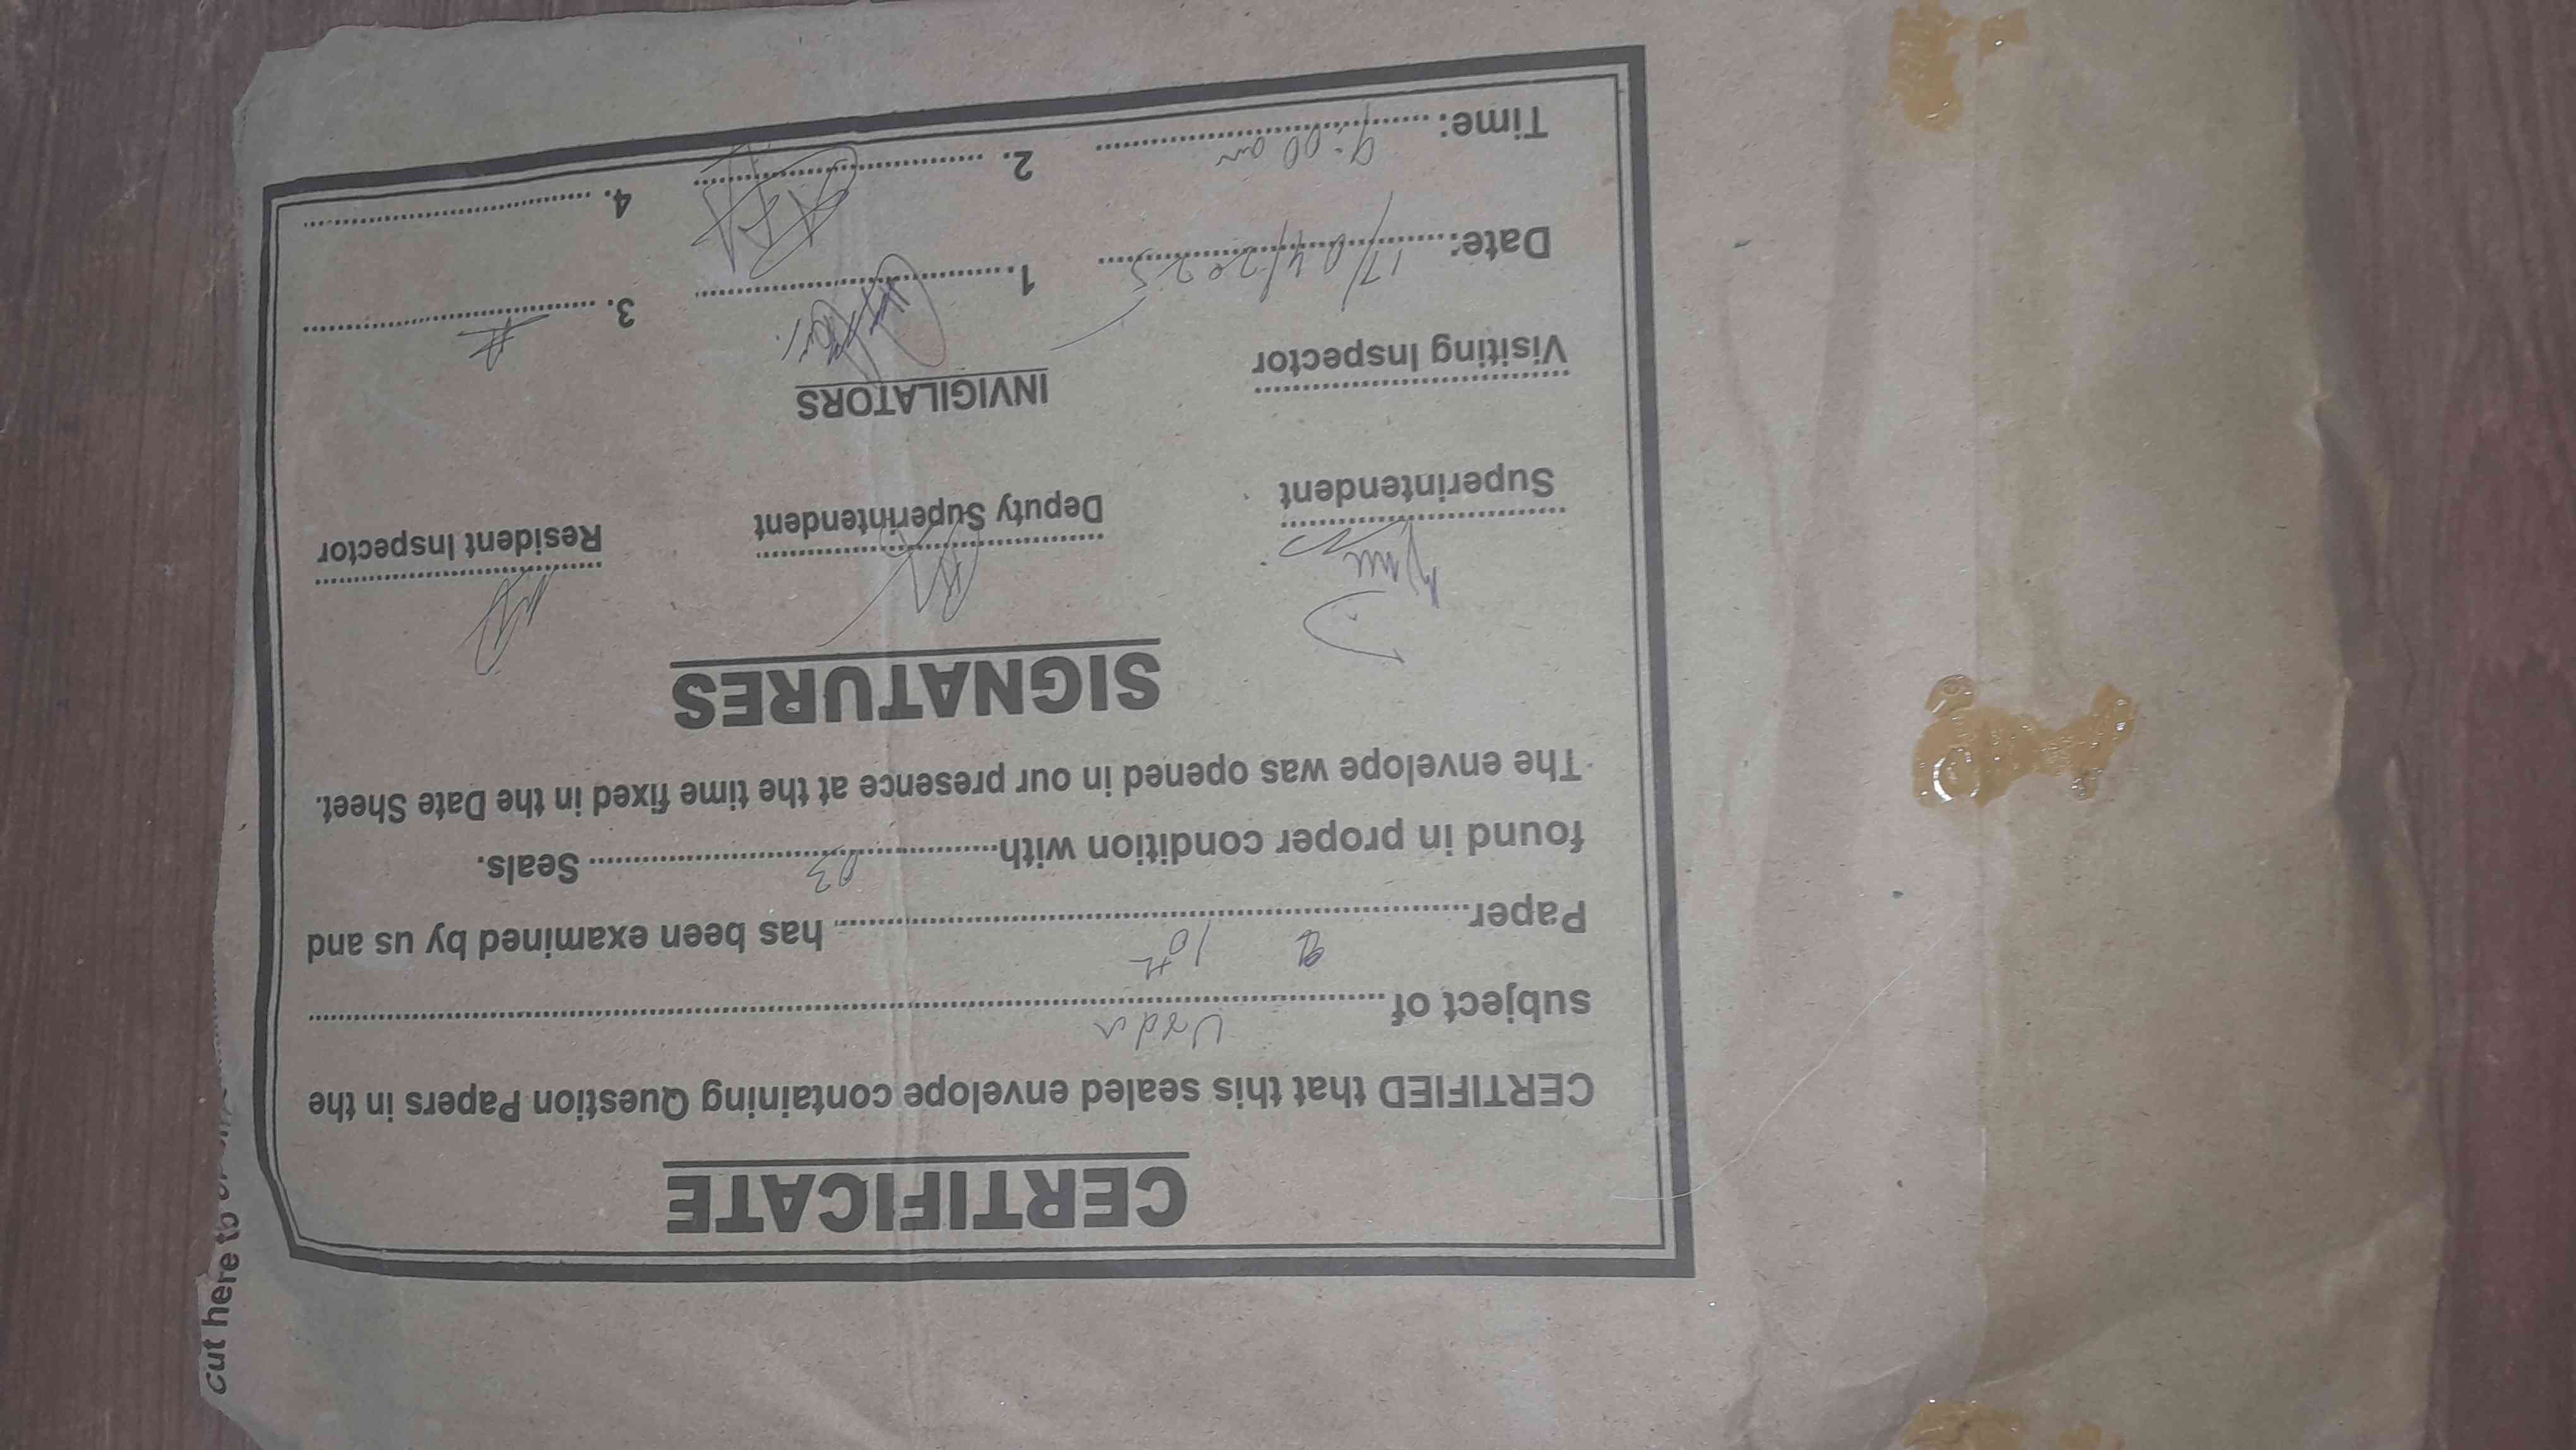 CERTIFICATE
CERTIFIED that this sealed envelope containing Question Papers in the
subject of ........ Urdu ........
Paper ........ 10th ........ has been examined by us and
found in proper condition with ........ 03 ........ Seals.
The envelope was opened in our presence at the time fixed in the Date Sheet.
SIGNATURES
Superintendent Deputy Superintendent Resident Inspector
Visiting Inspector INVIGILATORS
Date: 17/04/2025 1. 3.
Time: 9:00 am 2. 4.
cut here to